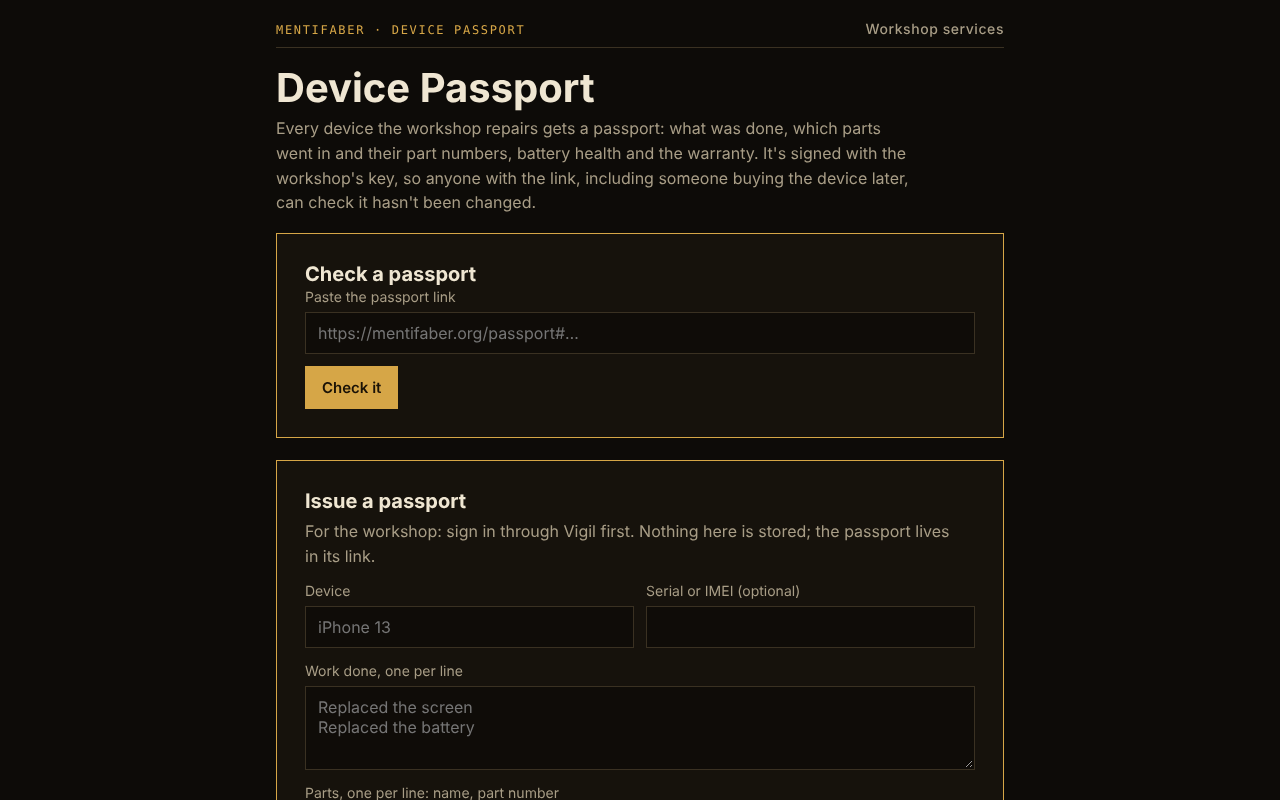 MENTIFABER · DEVICE PASSPORT
Workshop services
Device Passport
Every device the workshop repairs gets a passport: what was done, which parts
went in and their part numbers, battery health and the warranty. It's signed with the
workshop's key, so anyone with the link, including someone buying the device later,
can check it hasn't been changed.
Check a passport
Paste the passport link
https://mentifaber.org/passport#...
Check it
Issue a passport
For the workshop: sign in through Vigil first. Nothing here is stored; the passport lives
in its link.
Device
Serial or IMEI (optional)
iPhone 13
Work done, one per line
Replaced the screen
Replaced the battery
Parts, one per line: name, part number